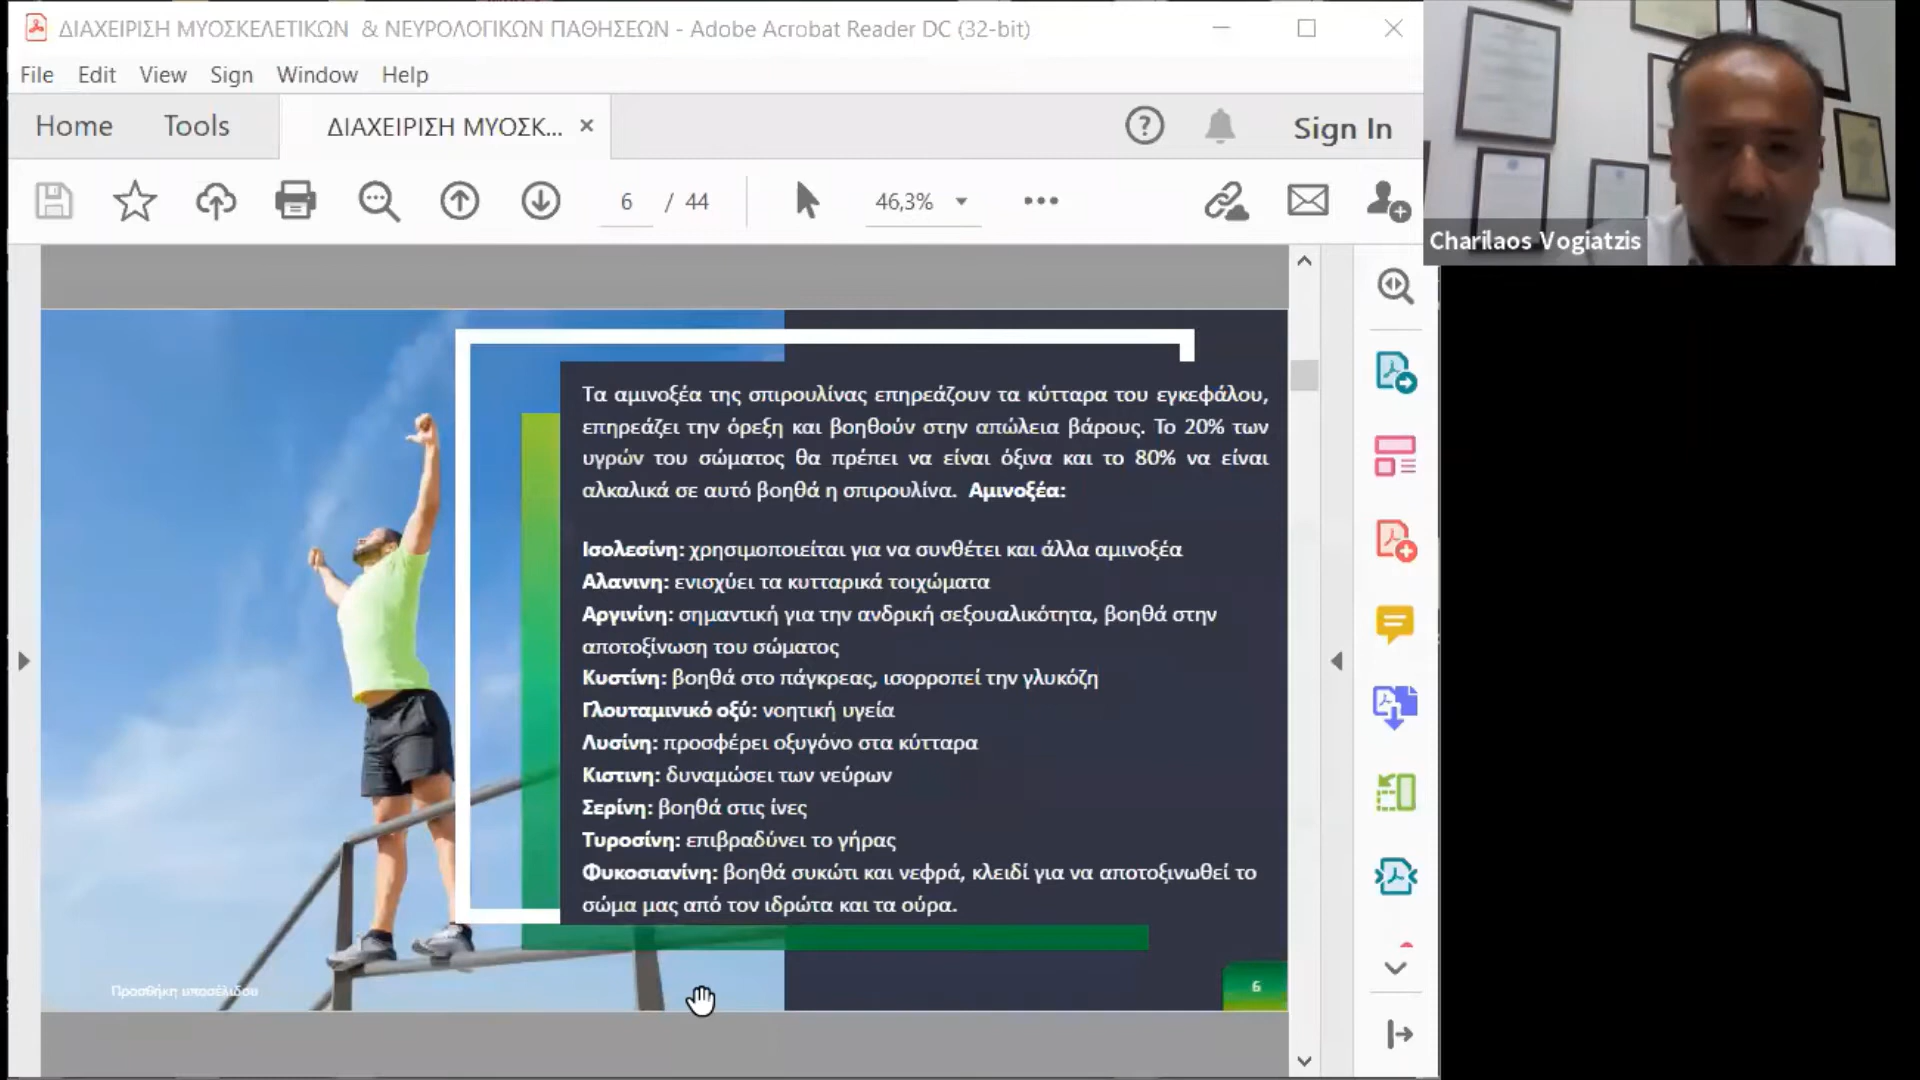 ΔΙΑΧΕΙΡΙΣΗ ΜΥΟΣΚΕΛΕΤΙΚΩΝ & ΝΕΥΡΟΛΟΓΙΚΩΝ ΠΑΘΗΣΕΩΝ - Adobe Acrobat Reader DC (32-bit)
File Edit View Sign Window Help
Home Tools ΔΙΑΧΕΙΡΙΣΗ ΜΥΟΣΚ... Sign In
6 / 44 46,3%
Charilaos Vogiatzis
Τα αμινοξέα της σπιρουλίνας επηρεάζουν τα κύτταρα του εγκεφάλου,
επηρεάζει την όρεξη και βοηθούν στην απώλεια βάρους. Το 20% των
υγρών του σώματος θα πρέπει να είναι όξινα και το 80% να είναι
αλκαλικά σε αυτό βοηθά η σπιρουλίνα. Αμινοξέα:
Ισολεσίνη: χρησιμοποιείται για να συνθέτει και άλλα αμινοξέα
Αλανινη: ενισχύει τα κυτταρικά τοιχώματα
Αργινίνη: σημαντική για την ανδρική σεξουαλικότητα, βοηθά στην
αποτοξίνωση του σώματος
Κυστίνη: βοηθά στο πάγκρεας, ισορροπεί την γλυκόζη
Γλουταμινικό οξύ: νοητική υγεία
Λυσίνη: προσφέρει οξυγόνο στα κύτταρα
Κιστινη: δυναμώσει των νεύρων
Σερίνη: βοηθά στις ίνες
Τυροσίνη: επιβραδύνει το γήρας
Φυκοσιανίνη: βοηθά συκώτι και νεφρά, κλειδί για να αποτοξινωθεί το
σώμα μας από τον ιδρώτα και τα ούρα.
Προσθήκη υποσέλιδου
6